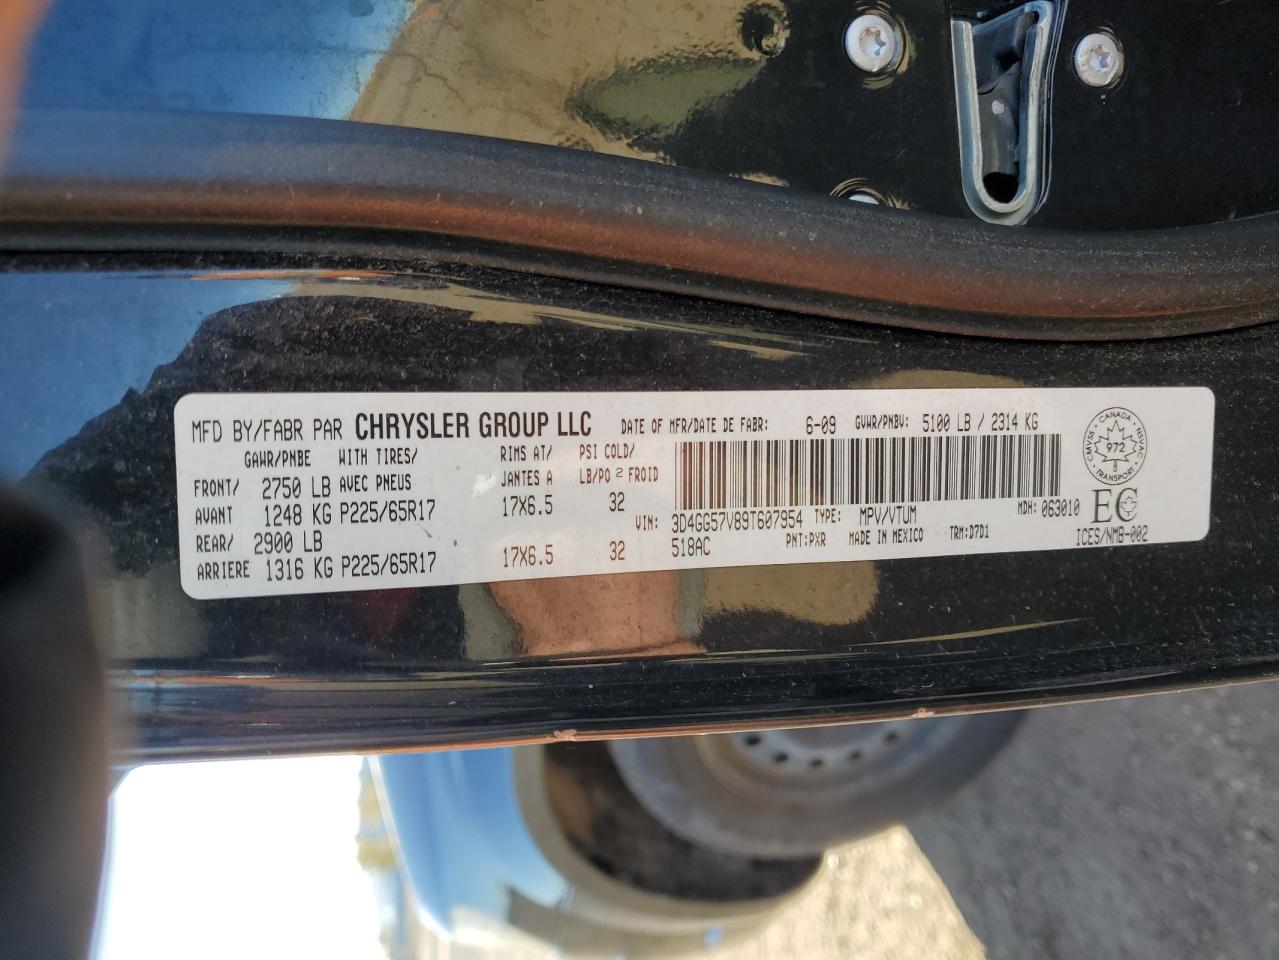 MFD BY/FABR PAR CHRYSLER GROUP LLC DATE OF MFR/DATE DE FABR: 6-09 GVWR/PNBV: 5100 LB / 2314 KG
GAWR/PNBE WITH TIRES/ RIMS AT/ PSI COLD/
AVEC PNEUS JANTES A LB/PO 2 FROID
FRONT/ 2750 LB
AVANT 1248 KG P225/65R17 17X6.5 32
REAR/ 2900 LB
ARRIERE 1316 KG P225/65R17 17X6.5 32
VIN: 3D4GG57V89T607954 TYPE: MPV/VTUM MDH: 063010
518AC PNT: PXR MADE IN MEXICO TRM: D7D1
CANADA
CMVSS 972 NSVAC
TRANSPORT
EC
ICES/NMB-002